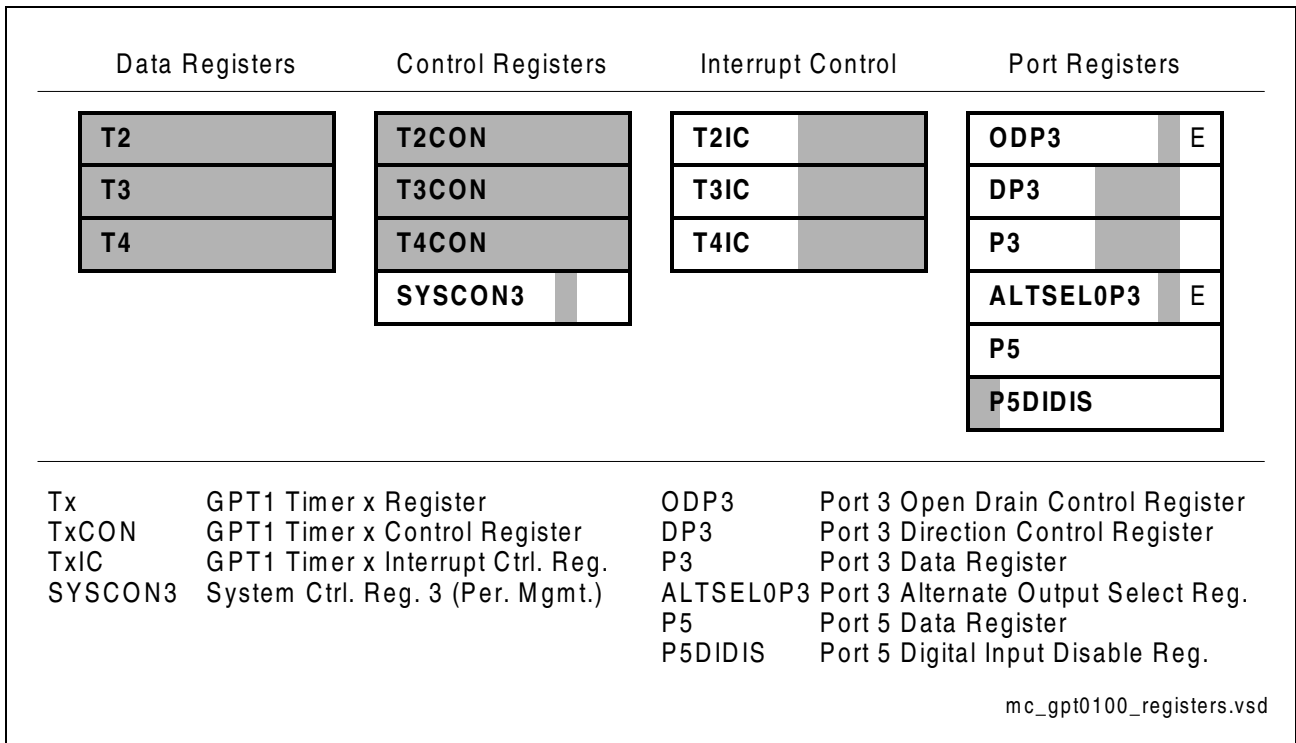 Data Registers Control Registers Interrupt Control Port Registers
T2 T2CON T2IC ODP3 E
T3 T3CON T3IC DP3
T4 T4CON T4IC P3
SYSCON3 ALTSEL0P3 E
P5
P5DIDIS
Tx GPT1 Timer x Register ODP3 Port 3 Open Drain Control Register
TxCON GPT1 Timer x Control Register DP3 Port 3 Direction Control Register
TxIC GPT1 Timer x Interrupt Ctrl. Reg. P3 Port 3 Data Register
SYSCON3 System Ctrl. Reg. 3 (Per. Mgmt.) ALTSEL0P3 Port 3 Alternate Output Select Reg.
P5 Port 5 Data Register
P5DIDIS Port 5 Digital Input Disable Reg.
mc_gpt0100_registers.vsd